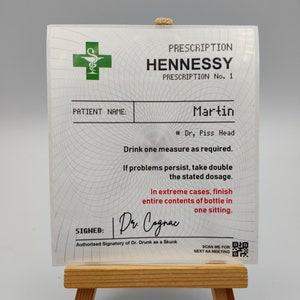 PRESCRIPTION
HENNESSY
PRESCRIPTION No. 1
PATIENT NAME: Martin
* Dr, Piss Head
Drink one measure as required.
If problems persist, take double
the stated dosage.
In extreme cases, finish
entire contents of bottle in
one sitting.
SIGNED: Dr. Cognac
Authorised Signatory of Dr. Drunk as a Skunk
SCAN ME FOR
NEXT AA MEETING